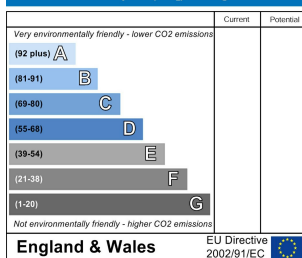 Current Potential
Very environmentally friendly - lower CO2 emissions
(92 plus) A
(81-91) B
(69-80) C
(55-68) D
(39-54) E
(21-38) F
(1-20) G
Not environmentally friendly - higher CO2 emissions
England & Wales
EU Directive
2002/91/EC